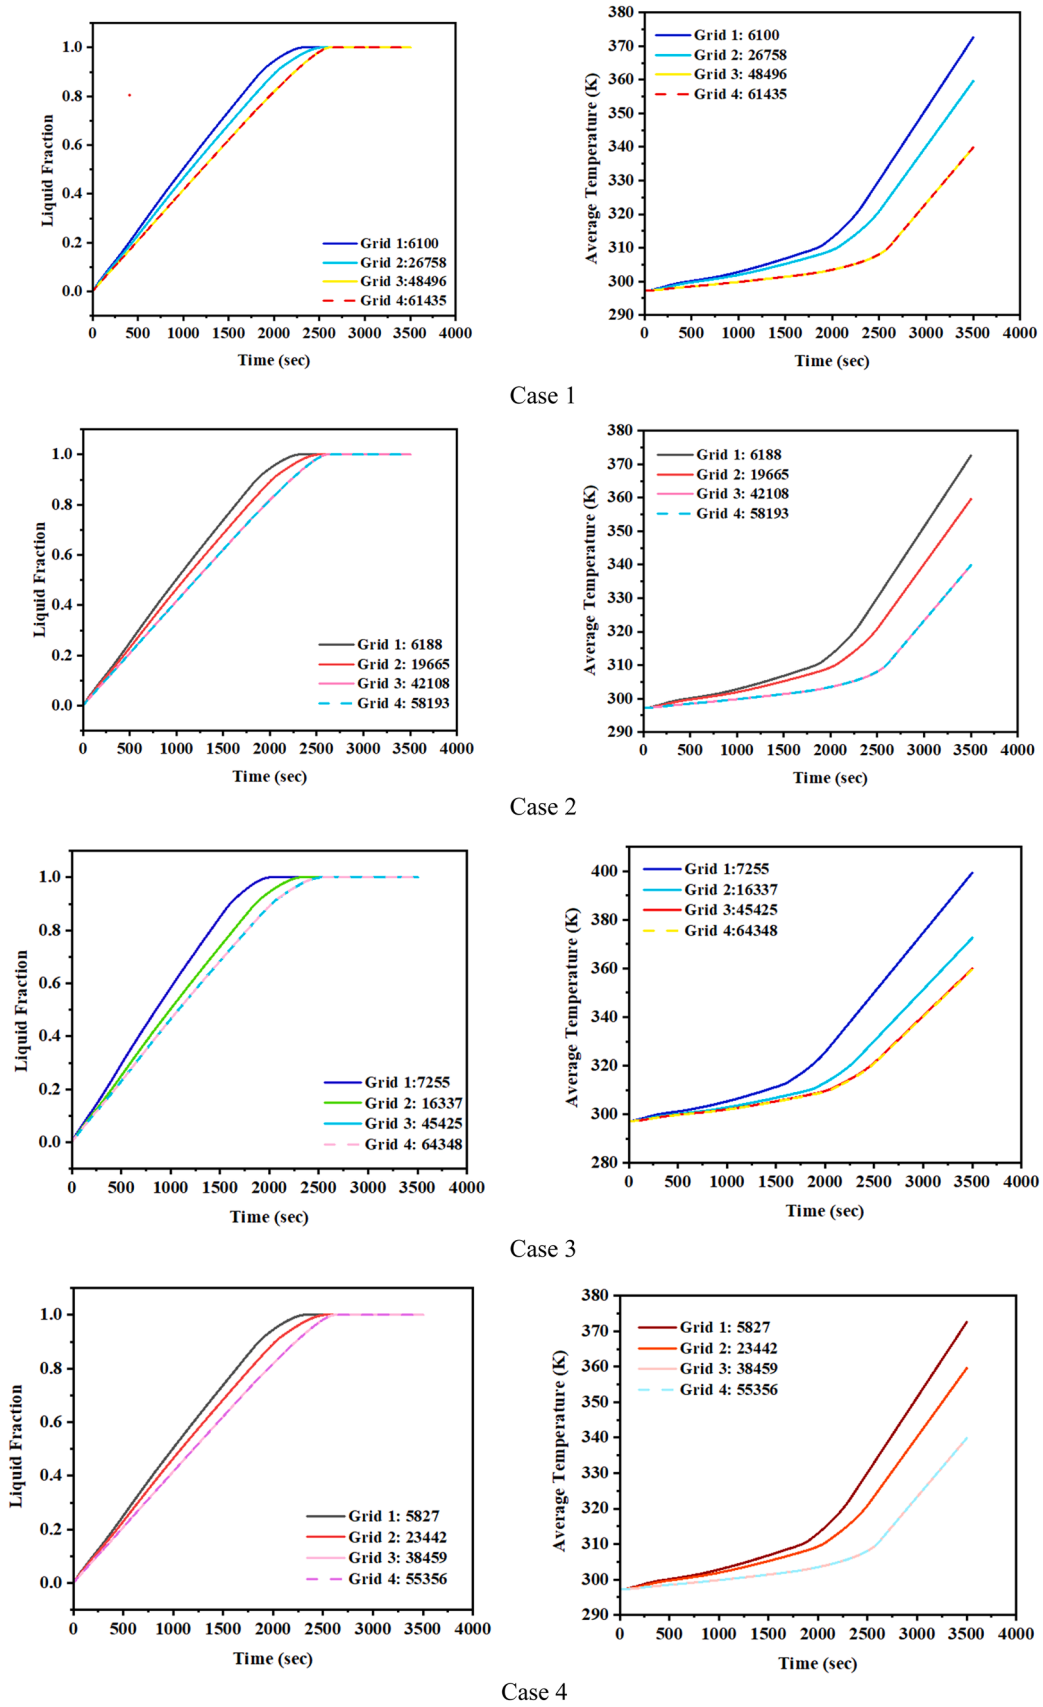 1.0
0.8
0.6
0.4
0.2
0.0
Liquid Fraction
Grid 1:6100
Grid 2:26758
Grid 3:48496
Grid 4:61435
0 500 1000 1500 2000 2500 3000 3500 4000
Time (sec)
380
370
360
350
340
330
320
310
300
290
Average Temperature (K)
Grid 1: 6100
Grid 2: 26758
Grid 3: 48496
Grid 4: 61435
0 500 1000 1500 2000 2500 3000 3500 4000
Time (sec)
Case 1
1.0
0.8
0.6
0.4
0.2
0.0
Liquid Fraction
Grid 1: 6188
Grid 2: 19665
Grid 3: 42108
Grid 4: 58193
0 500 1000 1500 2000 2500 3000 3500 4000
Time (sec)
380
370
360
350
340
330
320
310
300
290
Average Temperature (K)
Grid 1: 6188
Grid 2: 19665
Grid 3: 42108
Grid 4: 58193
0 500 1000 1500 2000 2500 3000 3500 4000
Time (sec)
Case 2
1.0
0.8
0.6
0.4
0.2
0.0
Liquid Fraction
Grid 1:7255
Grid 2: 16337
Grid 3: 45425
Grid 4: 64348
0 500 1000 1500 2000 2500 3000 3500 4000
Time (sec)
400
380
360
340
320
300
280
Average Temperature (K)
Grid 1:7255
Grid 2:16337
Grid 3:45425
Grid 4:64348
0 500 1000 1500 2000 2500 3000 3500 4000
Time (sec)
Case 3
1.0
0.8
0.6
0.4
0.2
0.0
Liquid Fraction
Grid 1: 5827
Grid 2: 23442
Grid 3: 38459
Grid 4: 55356
0 500 1000 1500 2000 2500 3000 3500 4000
Time (sec)
380
370
360
350
340
330
320
310
300
290
Average Temperature (K)
Grid 1: 5827
Grid 2: 23442
Grid 3: 38459
Grid 4: 55356
0 500 1000 1500 2000 2500 3000 3500 4000
Time (sec)
Case 4